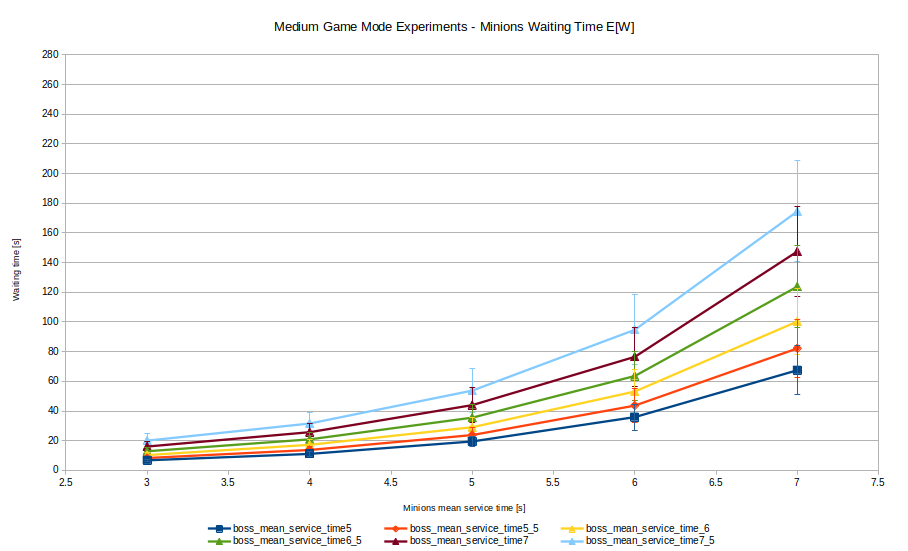 Medium Game Mode Experiments - Minions Waiting Time E[W]
280
260
240
220
200
180
160
140
120
100
80
60
40
20
0
Waiting time [s]
2.5 3 3.5 4 4.5 5 5.5 6 6.5 7 7.5
Minions mean service time [s]
boss_mean_service_time5 boss_mean_service_time5_5 boss_mean_service_time_6
boss_mean_service_time6_5 boss_mean_service_time7 boss_mean_service_time7_5